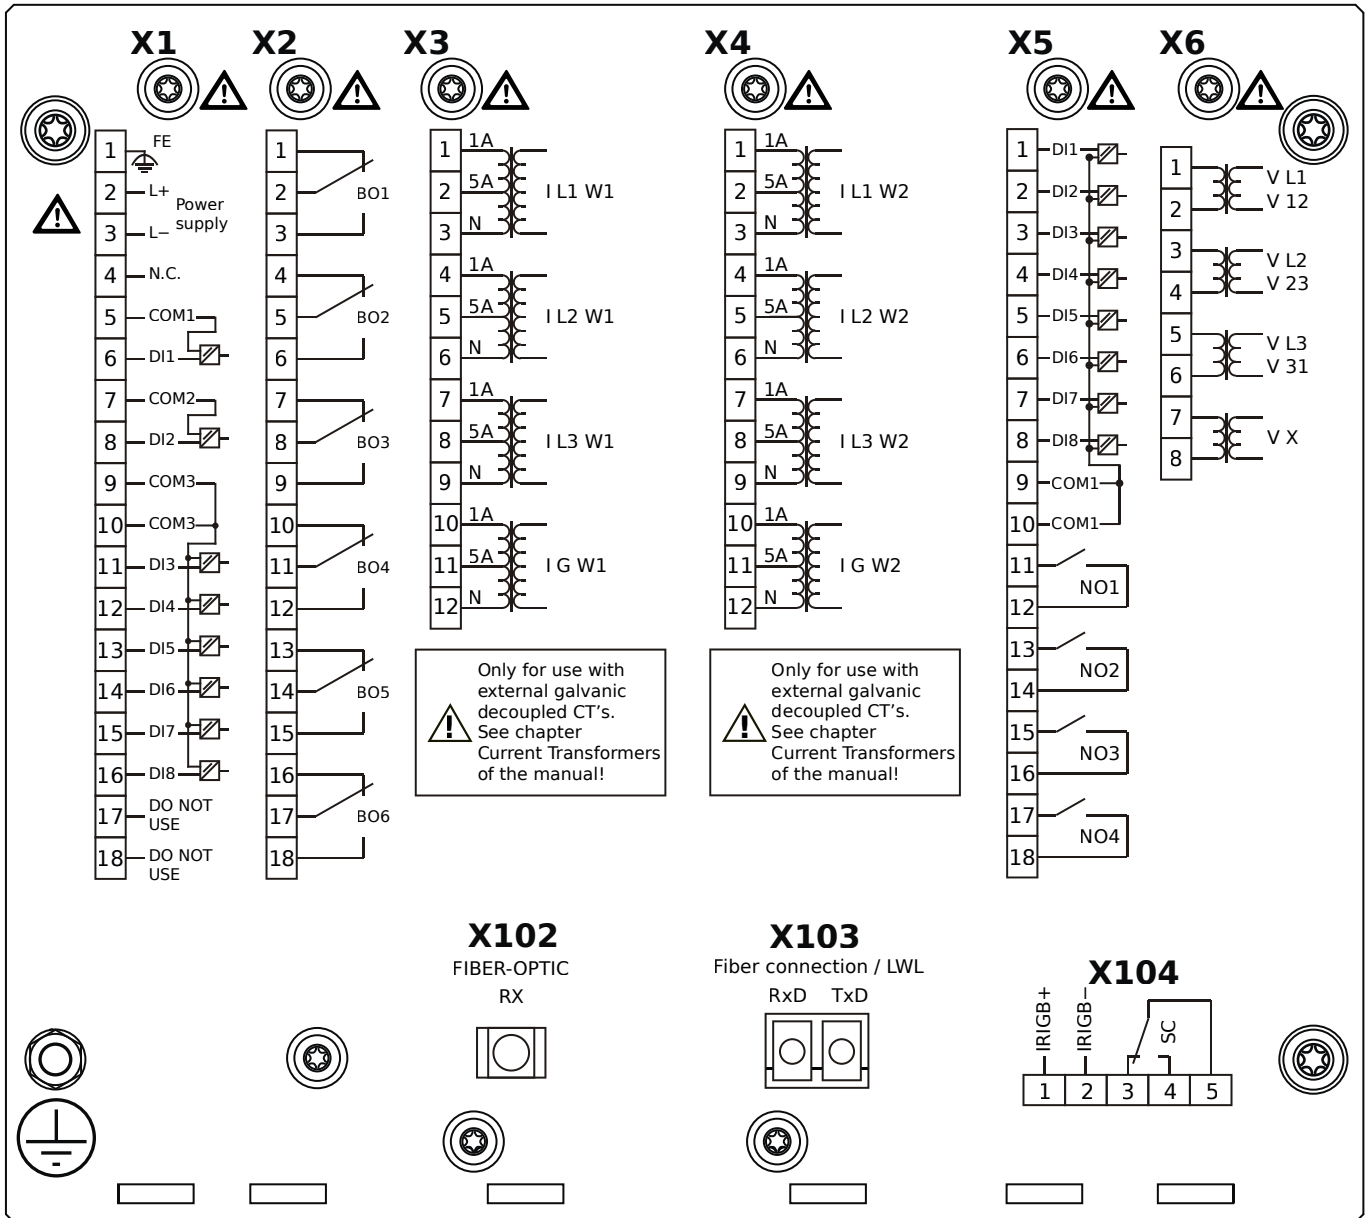 X1 X2 X3 X4 X5 X6
1 FE
2 L+
Power
supply
3 L−
4 N.C.
5 COM1
6 DI1
7 COM2
8 DI2
9 COM3
10 COM3
11 DI3
12 DI4
13 DI5
14 DI6
15 DI7
16 DI8
17 DO NOT
USE
18 DO NOT
USE
1
2 BO1
3
4
5 BO2
6
7
8 BO3
9
10
11 BO4
12
13
14 BO5
15
16
17 BO6
18
1 1A
2 5A I L1 W1
3 N
4 1A
5 5A I L2 W1
6 N
7 1A
8 5A I L3 W1
9 N
10 1A
11 5A I G W1
12 N
Only for use with
external galvanic
decoupled CT's.
See chapter
Current Transformers
of the manual!
1 1A
2 5A I L1 W2
3 N
4 1A
5 5A I L2 W2
6 N
7 1A
8 5A I L3 W2
9 N
10 1A
11 5A I G W2
12 N
Only for use with
external galvanic
decoupled CT's.
See chapter
Current Transformers
of the manual!
1 DI1
2 DI2
3 DI3
4 DI4
5 DI5
6 DI6
7 DI7
8 DI8
9 COM1
10 COM1
11
NO1
12
13
NO2
14
15
NO3
16
17
NO4
18
1 V L1
2 V 12
3 V L2
4 V 23
5 V L3
6 V 31
7
V X
8
X102
FIBER-OPTIC
RX
X103
Fiber connection / LWL
RxD TxD
X104
IRIGB+ IRIGB− SC
1 2 3 4 5